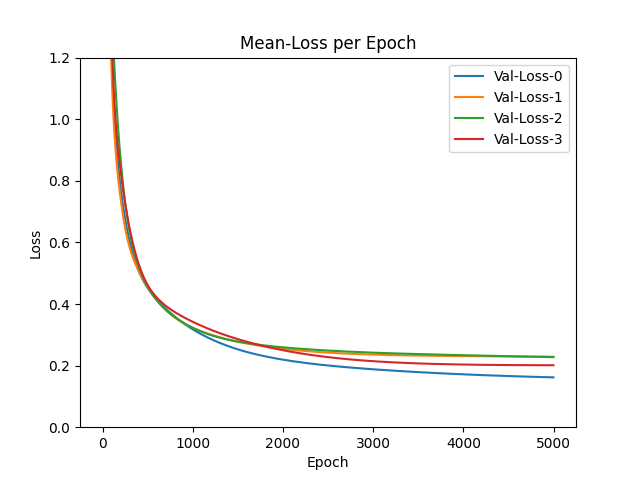 Mean-Loss per Epoch
Loss
1.2
1.0
0.8
0.6
0.4
0.2
0.0
Val-Loss-0
Val-Loss-1
Val-Loss-2
Val-Loss-3
0 1000 2000 3000 4000 5000
Epoch